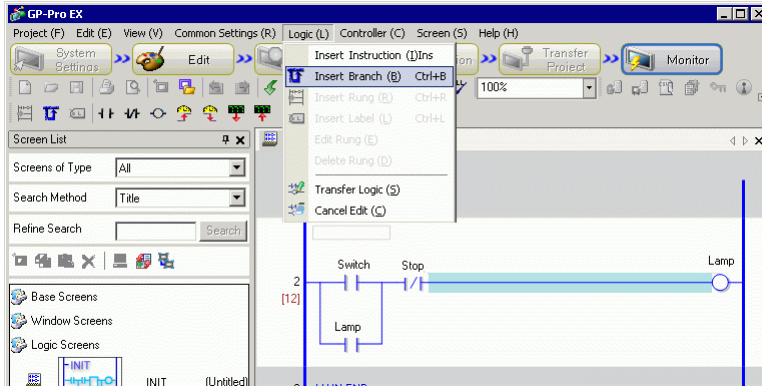 GP-Pro EX
Project (F) Edit (E) View (V) Common Settings (R) Logic (L) Controller (C) Screen (S) Help (H)
System
Settings
Edit
Transfer
Project
Monitor
Insert Instruction (I)Ins
Insert Branch (B) Ctrl+B
Insert Rung (R) Ctrl+R
Insert Label (L) Ctrl+L
Edit Rung (E)
Delete Rung (D)
Transfer Logic (S)
Cancel Edit (C)
100%
Screen List
Screens of Type All
Search Method Title
Refine Search Search
Base Screens
Window Screens
Logic Screens
INIT
INIT (Untitled)
Switch Stop Lamp
2
[12]
Lamp